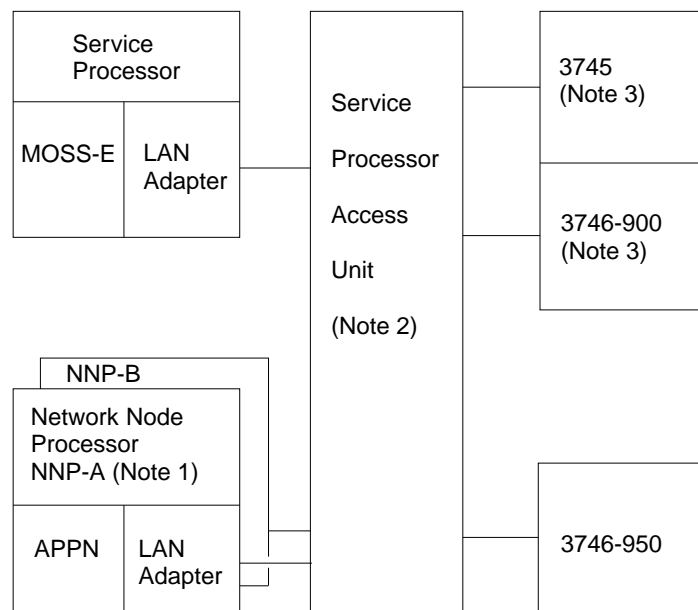 Service
Processor
MOSS-E
LAN
Adapter
NNP-B
Network Node
Processor
NNP-A (Note 1)
APPN
LAN
Adapter
Service
Processor
Access
Unit
(Note 2)
3745
(Note 3)
3746-900
(Note 3)
3746-950